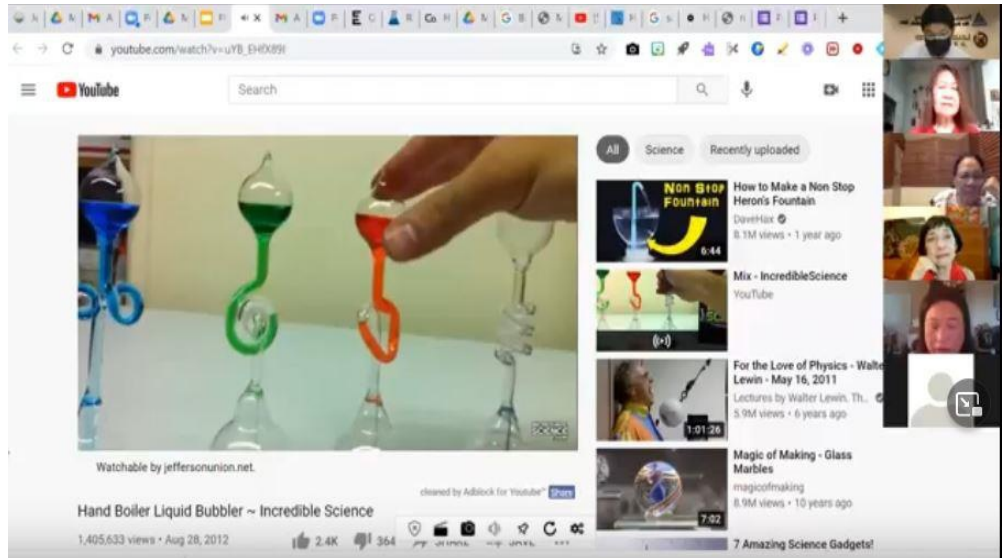 youtube.com/watch?v=uYB_EHfX89I
YouTube
Search
All
Science
Recently uploaded
NON STOP
FOUNTAIN
6:44
How to Make a Non Stop
Heron's Fountain
DaveHax
8.1M views • 1 year ago
Mix - IncredibleScience
YouTube
1:01:26
For the Love of Physics - Walte
Lewin - May 16, 2011
Lectures by Walter Lewin. Th..
5.9M views • 6 years ago
7:02
Magic of Making - Glass
Marbles
magicofmaking
8.9M views • 10 years ago
7 Amazing Science Gadgets!
SCIENCE
Watchable by jeffersonunion.net.
cleaned by Adblock for Youtube™
Share
Hand Boiler Liquid Bubbler ~ Incredible Science
1,405,633 views • Aug 28, 2012
2.4K
364
SHARE
SAVE